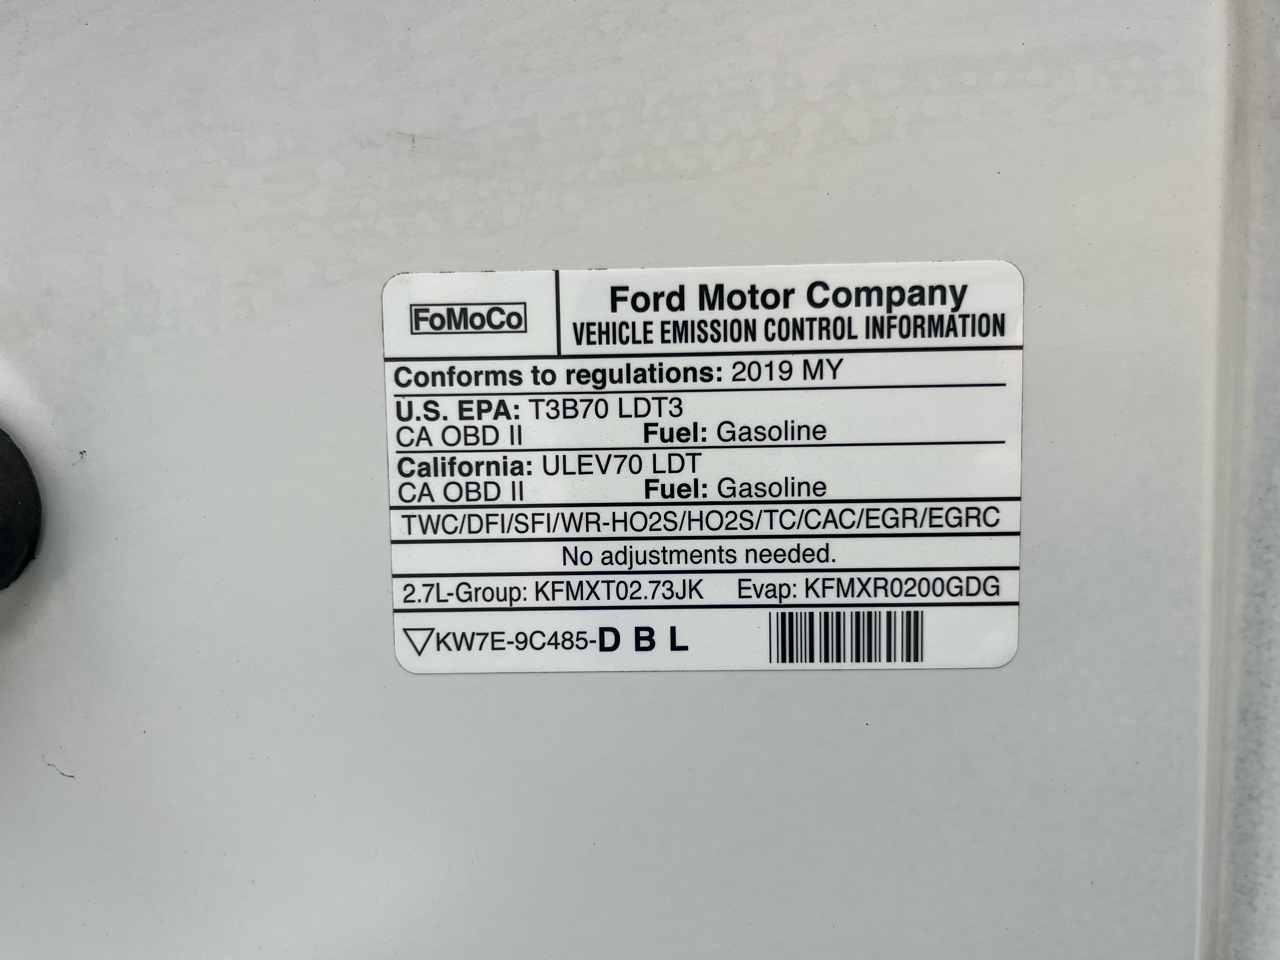 FoMoCo
Ford Motor Company
VEHICLE EMISSION CONTROL INFORMATION
Conforms to regulations: 2019 MY
U.S. EPA: T3B70 LDT3
CA OBD II Fuel: Gasoline
California: ULEV70 LDT
CA OBD II Fuel: Gasoline
TWC/DFI/SFI/WR-HO2S/HO2S/TC/CAC/EGR/EGRC
No adjustments needed.
2.7L-Group: KFMXT02.73JK Evap: KFMXR0200GDG
▽KW7E-9C485-D B L